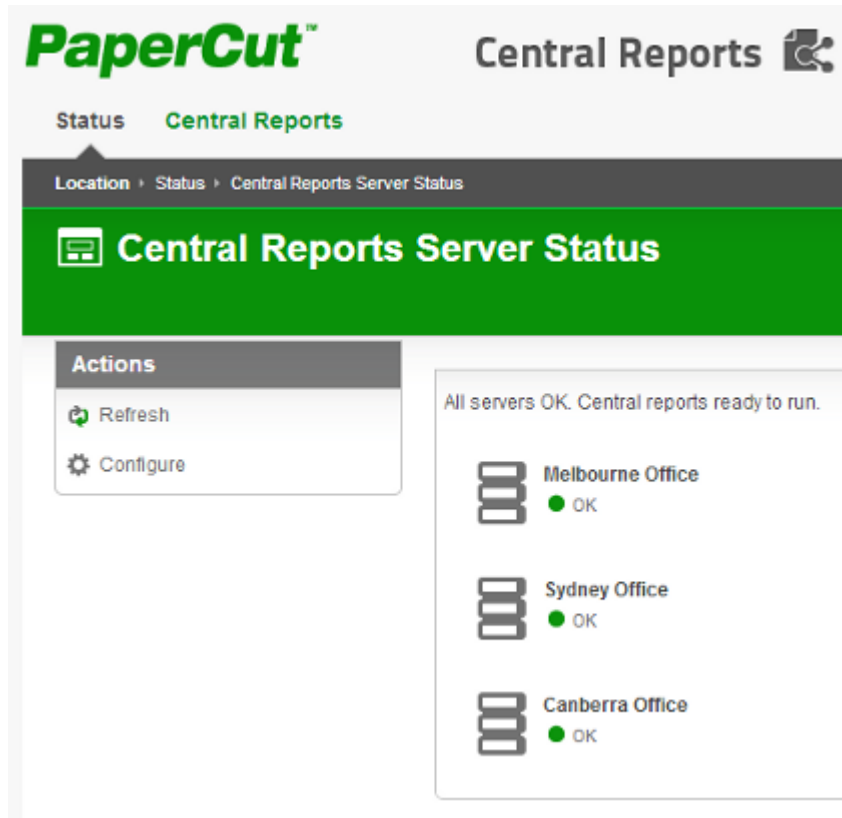 PaperCut™
Central Reports
Status Central Reports
Location › Status › Central Reports Server Status
Central Reports Server Status
Actions
Refresh
Configure
All servers OK. Central reports ready to run.
Melbourne Office
OK
Sydney Office
OK
Canberra Office
OK